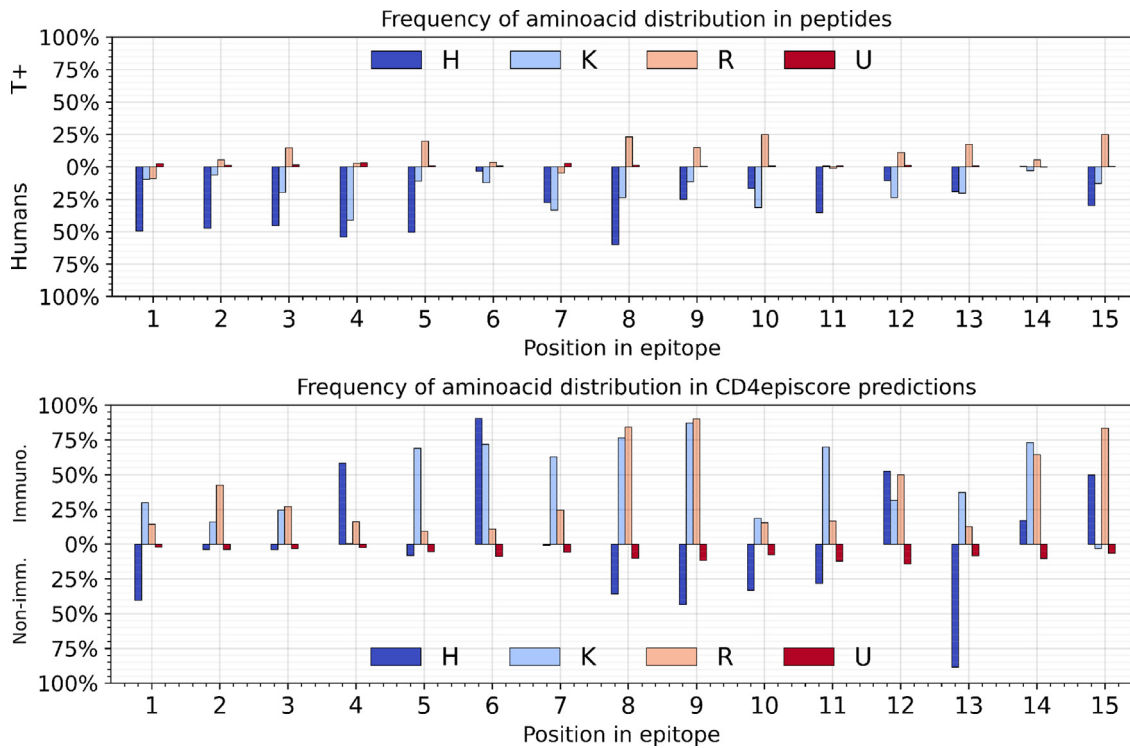 Frequency of aminoacid distribution in peptides
100%
75%
50%
25%
0%
25%
50%
75%
100%
T+
Humans
H K R U
1 2 3 4 5 6 7 8 9 10 11 12 13 14 15
Position in epitope
Frequency of aminoacid distribution in CD4episcore predictions
100%
75%
50%
25%
0%
25%
50%
75%
100%
Immuno.
Non-imm.
H K R U
1 2 3 4 5 6 7 8 9 10 11 12 13 14 15
Position in epitope